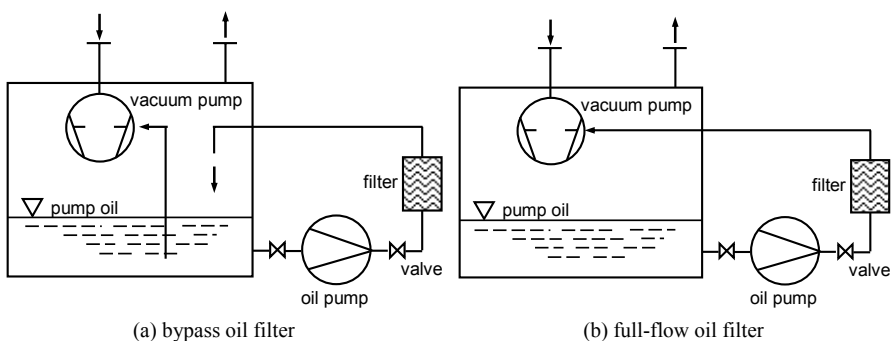 vacuum pump
filter
pump oil
valve
oil pump
(a) bypass oil filter
vacuum pump
filter
pump oil
valve
oil pump
(b) full-flow oil filter